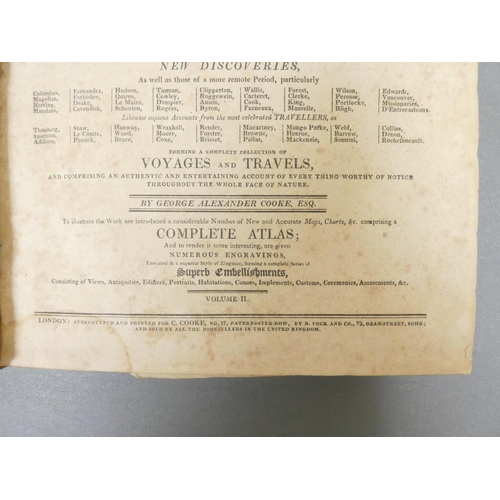 NEW DISCOVERIES,
As well as those of a more remote Period, particularly
Columbus, Fernandez, Hudson, Tasman, Clipperton, Wallis, Forest, Wilson, Edwards,
Magellan, Forbisher, Quiros, Cowley, Roggewein, Carteret, Clerke, Perouse, Vancouver,
Drake, Le Maire, Dampier, Anson, Cook, King, Portlocke, Missionaries,
Mandana, Cavendish, Schouten, Rogers, Byron, Furneaux, Bligh, D'Entrecasteaux.
Likewise copious Accounts from the most celebrated TRAVELLERS, as
Thunberg, Shaw, Hanway, Wraxhall, Render, Macartney, Mungo Parke, Weld, Collins,
Sparman, Le Comte, Wood, Moore, Forster, Browne, Hearne, Barrow, Denon,
Addison, Pocock, Bruce, Coxe, Brisson, Pallas, Mackenzie, Sonnini, Rochefoucault.
FORMING A COMPLETE COLLECTION OF
VOYAGES AND TRAVELS,
AND COMPRISING AN AUTHENTIC AND ENTERTAINING ACCOUNT OF EVERY THING WORTHY OF NOTICE
THROUGHOUT THE WHOLE FACE OF NATURE.
BY GEORGE ALEXANDER COOKE, ESQ.
To illustrate the Work are introduced a considerable Number of New and Accurate Maps, Charts, &c. comprising a
COMPLETE ATLAS;
And to render it more interesting, are given
NUMEROUS ENGRAVINGS,
Executed in a superior Style of Elegance, forming a complete Series of
Superb Embellishments,
Consisting of Views, Antiquities, Edifices, Portraits, Habitations, Canoes, Implements, Customs, Ceremonies, Amusements, &c.
VOLUME II.
LONDON: STEREOTYPED AND PRINTED FOR C. COOKE, NO. 17, PATERNOSTER-ROW, BY D. COCK AND CO., 75, DEAN STREET, SOHO;
AND SOLD BY ALL THE BOOKSELLERS IN THE UNITED KINGDOM.